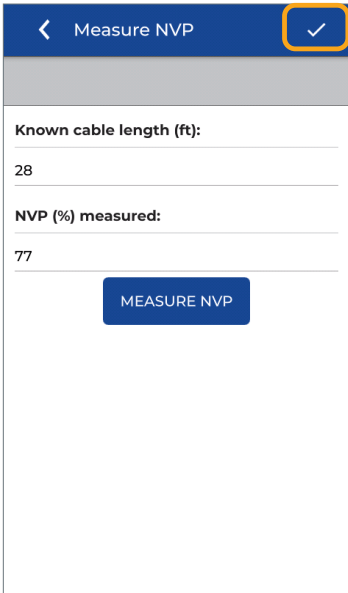 Measure NVP
Known cable length (ft):
28
NVP (%) measured:
77
MEASURE NVP